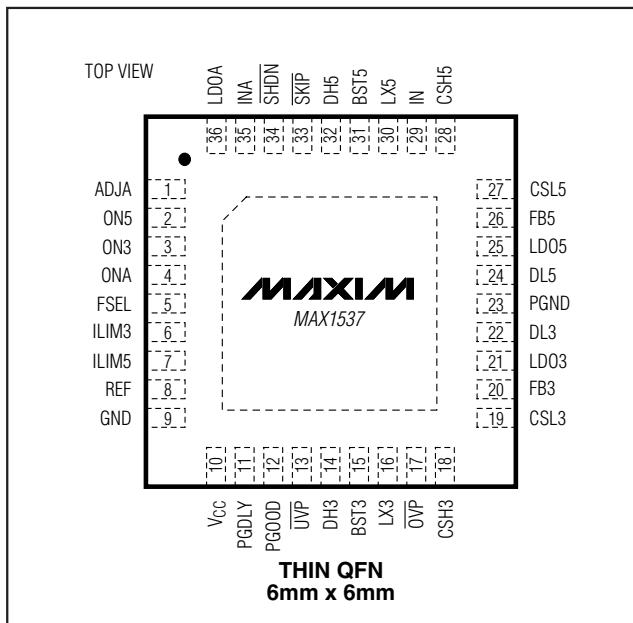 TOP VIEW
LDOA
INA
SHDN
SKIP
DH5
BST5
LX5
IN
CSH5
36
35
34
33
32
31
30
29
28
ADJA 1
ON5 2
ON3 3
ONA 4
FSEL 5
ILIM3 6
ILIM5 7
REF 8
GND 9
MAXIM
MAX1537
27 CSL5
26 FB5
25 LDO5
24 DL5
23 PGND
22 DL3
21 LDO3
20 FB3
19 CSL3
10
11
12
13
14
15
16
17
18
VCC
PGDLY
PGOOD
UVP
DH3
BST3
LX3
OVP
CSH3
THIN QFN
6mm x 6mm